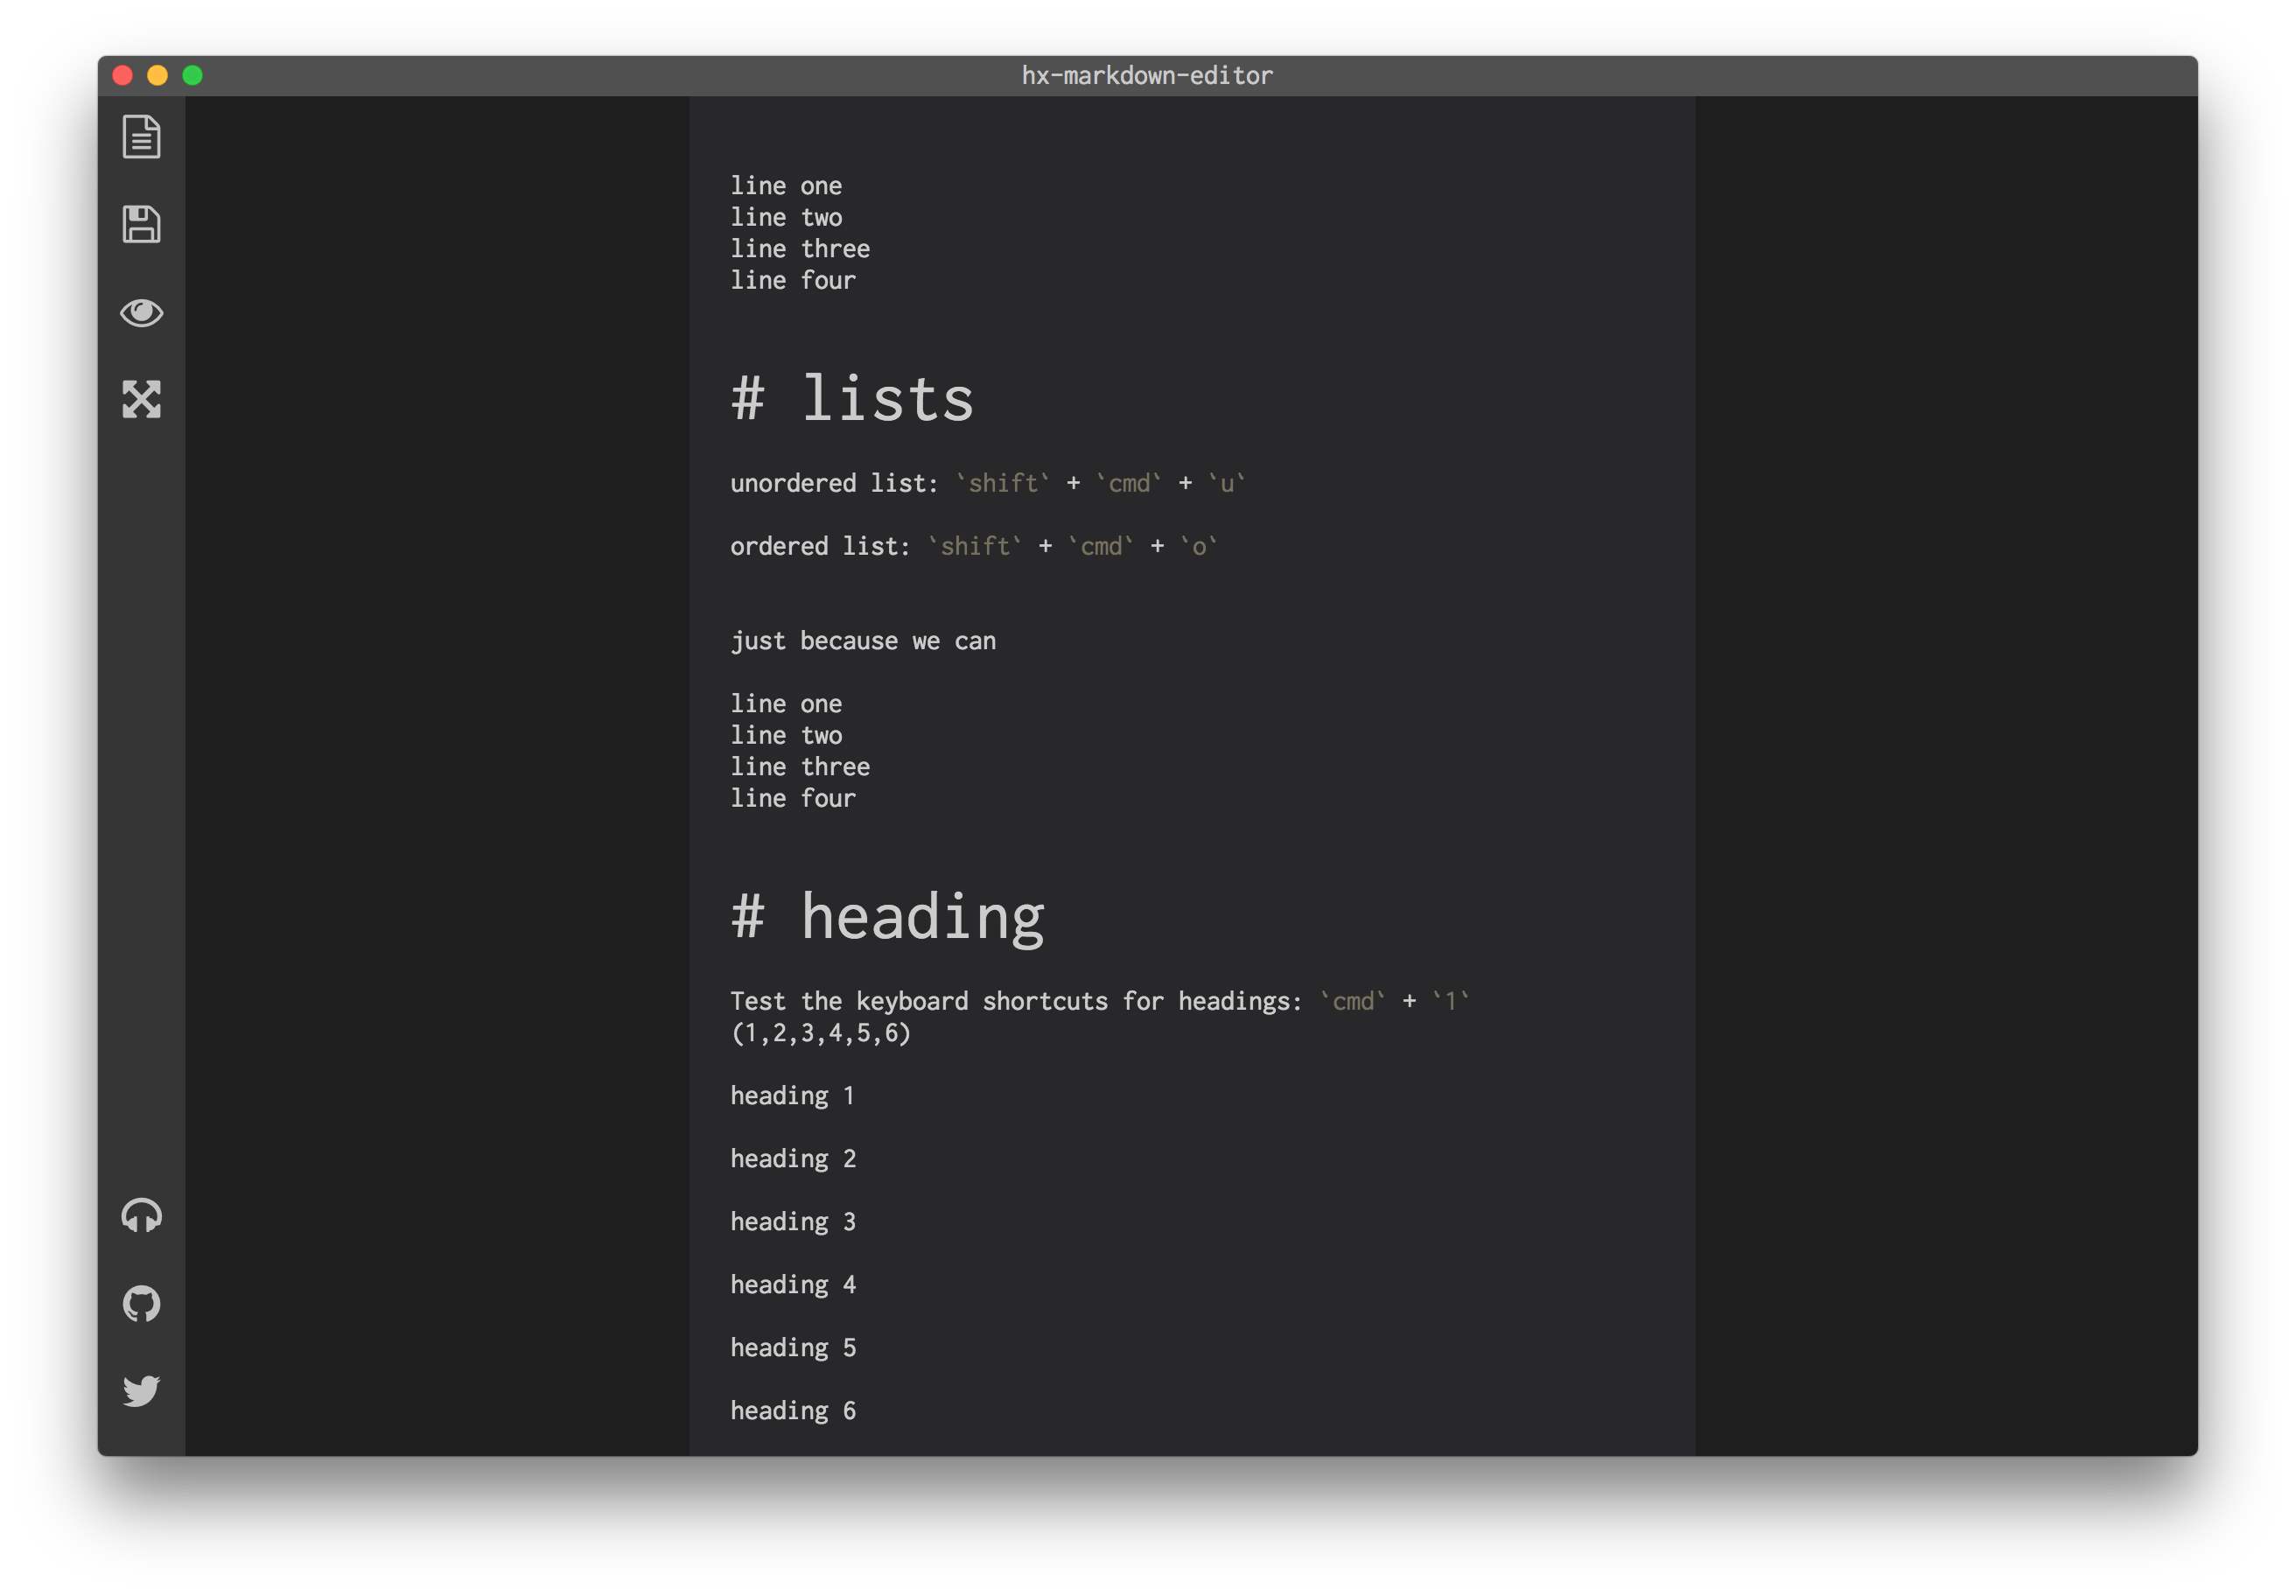 hx-markdown-editor
line one
line two
line three
line four
# lists
unordered list: `shift` + `cmd` + `u`
ordered list: `shift` + `cmd` + `o`
just because we can
line one
line two
line three
line four
# heading
Test the keyboard shortcuts for headings: `cmd` + `1`
(1,2,3,4,5,6)
heading 1
heading 2
heading 3
heading 4
heading 5
heading 6